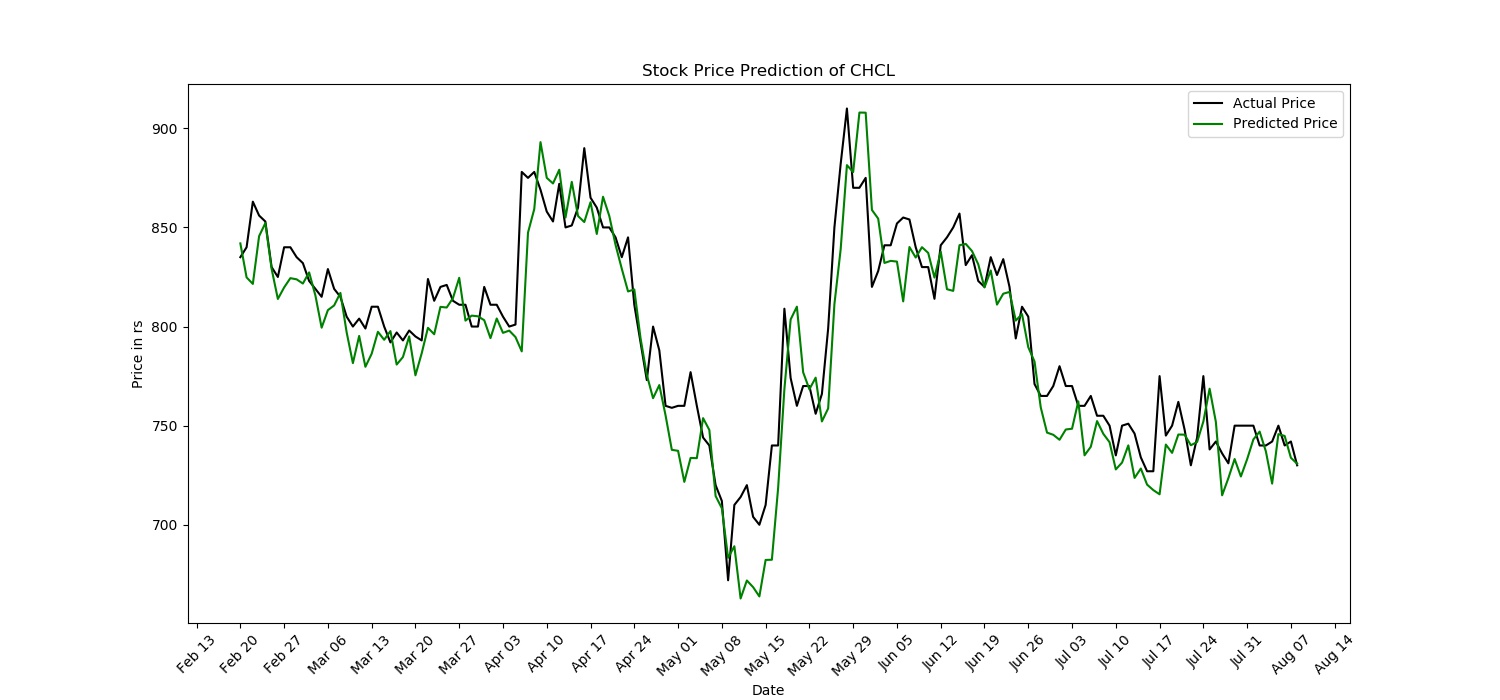 Stock Price Prediction of CHCL
Actual Price
Predicted Price
900
850
800
750
700
Price in rs
Feb 13
Feb 20
Feb 27
Mar 06
Mar 13
Mar 20
Mar 27
Apr 03
Apr 10
Apr 17
Apr 24
May 01
May 08
May 15
May 22
May 29
Jun 05
Jun 12
Jun 19
Jun 26
Jul 03
Jul 10
Jul 17
Jul 24
Jul 31
Aug 07
Aug 14
Date